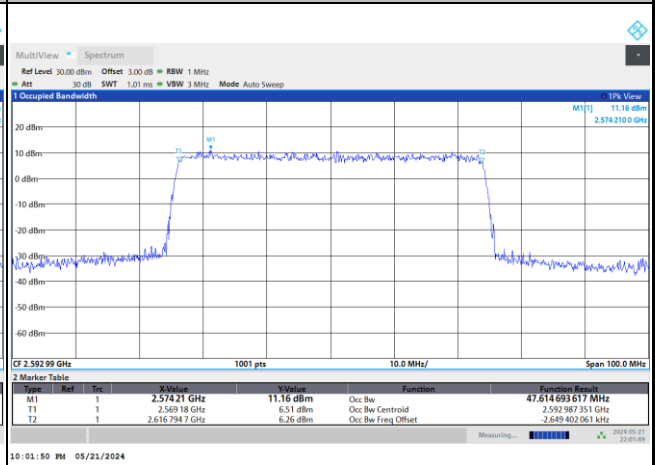 MultiView Spectrum
Ref Level 30.00 dBm Offset 3.00 dB RBW 1 MHz
Att 30 dB SWT 1.01 ms VBW 3 MHz Mode Auto Sweep
1 Occupied Bandwidth 1Pk View
M1[1] 11.16 dBm
2.574 210 0 GHz
20 dBm
M1
T1 T2
10 dBm
0 dBm
-10 dBm
-20 dBm
-30 dBm
-40 dBm
-50 dBm
-60 dBm
CF 2.592 99 GHz 1001 pts 10.0 MHz/ Span 100.0 MHz
2 Marker Table
Type Ref Trc X-Value Y-Value Function Function Result
M1 1 2.574 21 GHz 11.16 dBm Occ Bw 47.614 693 617 MHz
T1 1 2.569 18 GHz 6.51 dBm Occ Bw Centroid 2.592 987 351 GHz
T2 1 2.616 794 7 GHz 6.26 dBm Occ Bw Freq Offset -2.649 402 061 kHz
Measuring... 2024-05-21
22:01:49
10:01:50 PM 05/21/2024